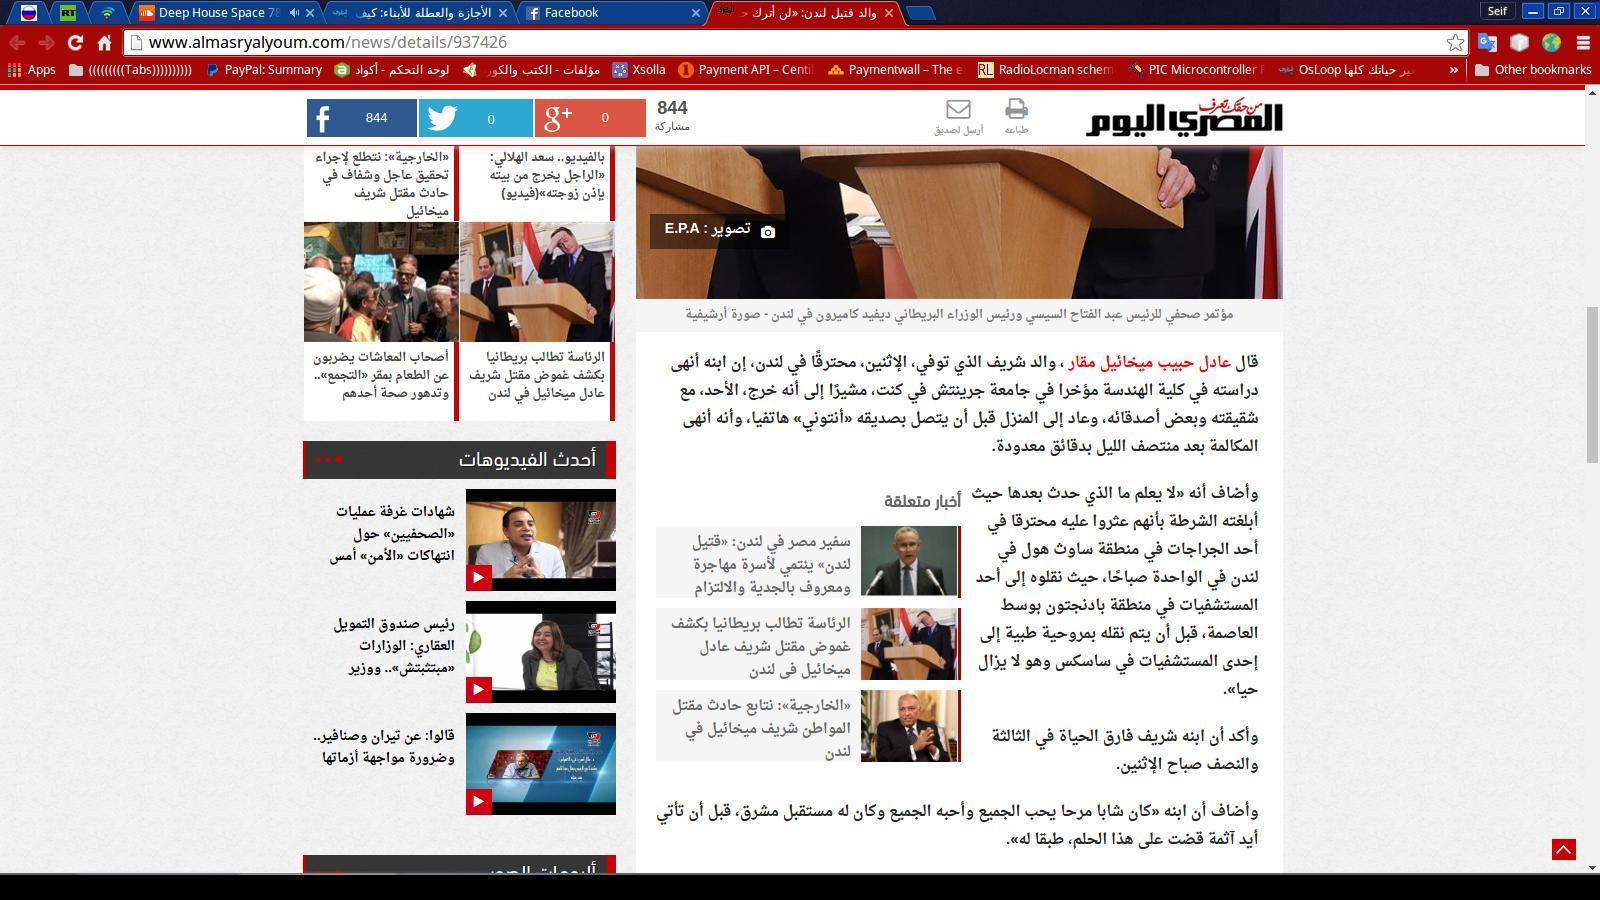 Deep House Space 78
الأجازة والعطلة للأبناء: كيف
Facebook
والد قتيل لندن: «لن أترك
Seif
www.almasryalyoum.com/news/details/937426
Apps
(((((((((Tabs))))))))))
PayPal: Summary
لوحة التحكم - أكواد
مؤلفات - الكتب والكور
Xsolla
Payment API – Centil
Paymentwall – The e
RadioLocman schem
PIC Microcontroller
OsLoop غير حياتك كلها
»
Other bookmarks
844
0
0
844
مشاركة
أرسل لصديق
طباعه
من حقك تعرف
المصري اليوم
بالفيديو.. سعد الهلالي:
«الراجل يخرج من بيته
بإذن زوجته»(فيديو)
«الخارجية»: نتطلع لإجراء
تحقيق عاجل وشفاف في
حادث مقتل شريف
ميخائيل
الرئاسة تطالب بريطانيا
بكشف غموض مقتل شريف
عادل ميخائيل في لندن
أصحاب المعاشات يضربون
عن الطعام بمقر «التجمع»..
وتدهور صحة أحدهم
أحدث الفيديوهات
شهادات غرفة عمليات
«الصحفيين» حول
انتهاكات «الأمن» أمس
رئيس صندوق التمويل
العقاري: الوزارات
«مبتثبتش».. ووزير
قالوا: عن تيران وصنافير..
وضرورة مواجهة أزماتها
ألبومات الصور
تصوير : E.P.A
مؤتمر صحفي للرئيس عبد الفتاح السيسي ورئيس الوزراء البريطاني ديفيد كاميرون في لندن - صورة أرشيفية
قال عادل حبيب ميخائيل مقار ، والد شريف الذي توفي، الإثنين، محترقًا في لندن، إن ابنه أنهى
دراسته في كلية الهندسة مؤخرا في جامعة جرينتش في كنت، مشيرًا إلى أنه خرج، الأحد، مع
شقيقته وبعض أصدقائه، وعاد إلى المنزل قبل أن يتصل بصديقه «أنتوني» هاتفيا، وأنه أنهى
المكالمة بعد منتصف الليل بدقائق معدودة.
وأضاف أنه «لا يعلم ما الذي حدث بعدها حيث
أبلغته الشرطة بأنهم عثروا عليه محترقا في
أحد الجراجات في منطقة ساوث هول في
لندن في الواحدة صباحًا، حيث نقلوه إلى أحد
المستشفيات في منطقة بادنجتون بوسط
العاصمة، قبل أن يتم نقله بمروحية طبية إلى
إحدى المستشفيات في ساسكس وهو لا يزال
حيا».
أخبار متعلقة
سفير مصر في لندن: «قتيل
لندن» ينتمي لأسرة مهاجرة
ومعروف بالجدية والالتزام
الرئاسة تطالب بريطانيا بكشف
غموض مقتل شريف عادل
ميخائيل في لندن
«الخارجية»: نتابع حادث مقتل
المواطن شريف ميخائيل في
لندن
وأكد أن ابنه شريف فارق الحياة في الثالثة
والنصف صباح الإثنين.
وأضاف أن ابنه «كان شابا مرحا يحب الجميع وأحبه الجميع وكان له مستقبل مشرق، قبل أن تأتي
أيد آثمة قضت على هذا الحلم، طبقا له».